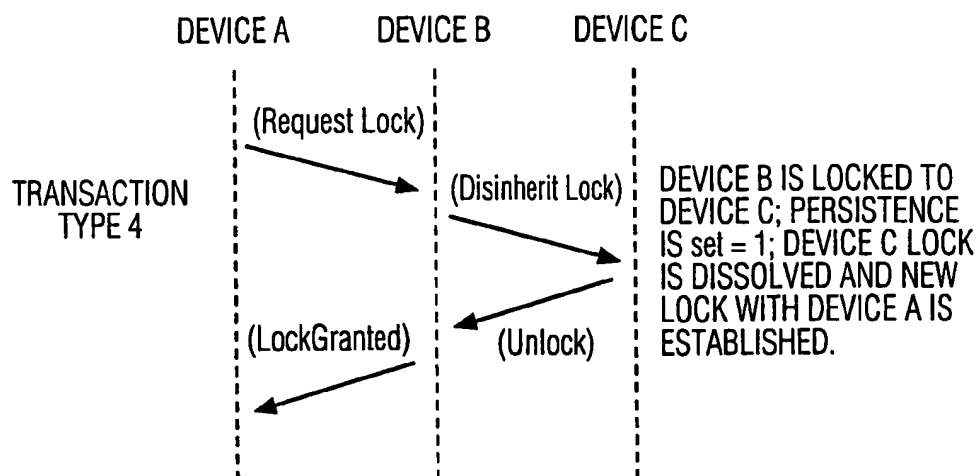 DEVICE A DEVICE B DEVICE C
(Request Lock)
TRANSACTION
TYPE 4
(Disinherit Lock)
DEVICE B IS LOCKED TO
DEVICE C; PERSISTENCE
IS set = 1; DEVICE C LOCK
IS DISSOLVED AND NEW
LOCK WITH DEVICE A IS
ESTABLISHED.
(LockGranted) (Unlock)